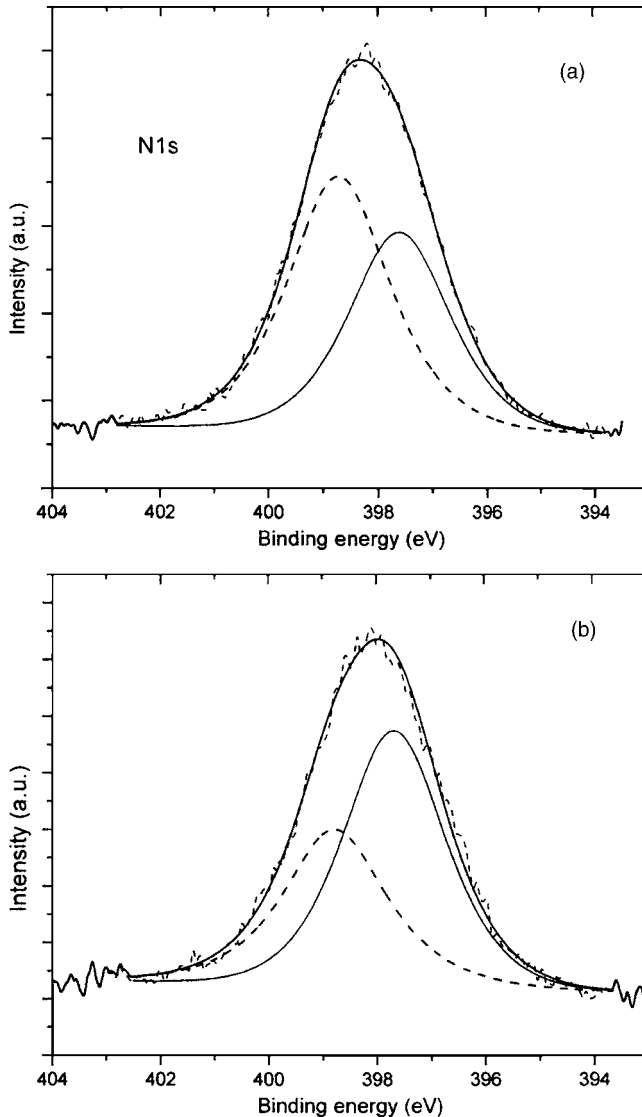 (a)
N1s
Intensity (a.u.)
404 402 400 398 396 394
Binding energy (eV)
(b)
Intensity (a.u.)
404 402 400 398 396 394
Binding energy (eV)